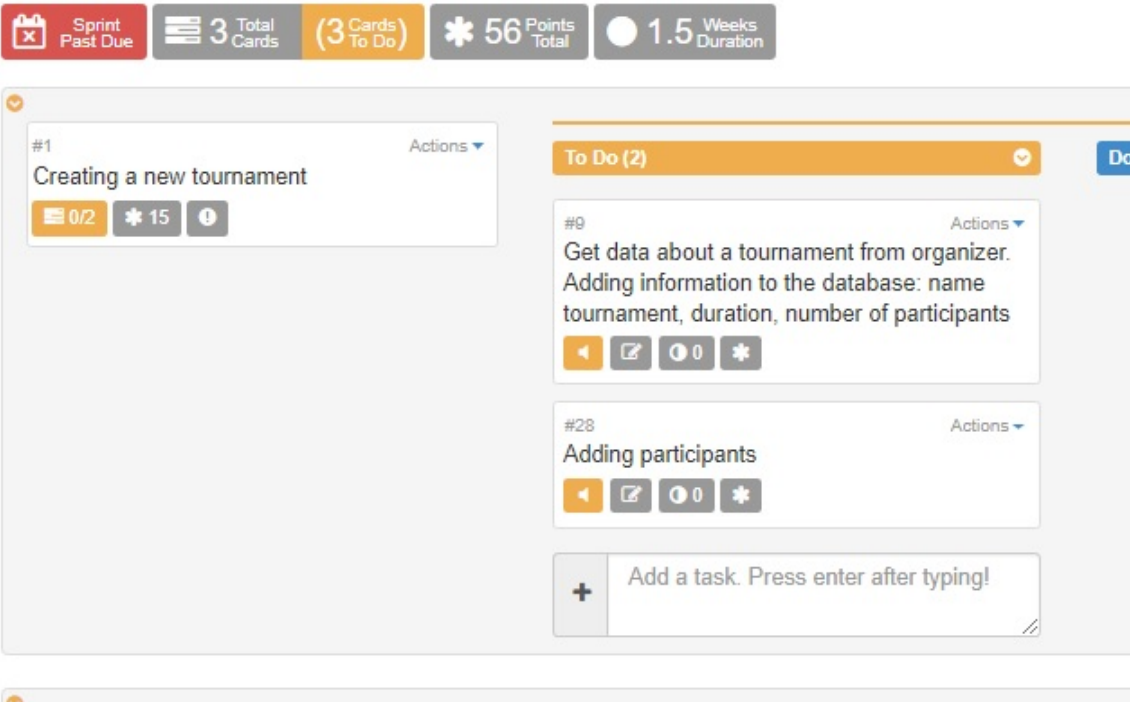 Sprint
Past Due
3 Total
Cards
(3 Cards
To Do)
56 Points
Total
1.5 Weeks
Duration
#1 Actions
Creating a new tournament
0/2 15
To Do (2)
Do
#9 Actions
Get data about a tournament from organizer.
Adding information to the database: name
tournament, duration, number of participants
0
#28 Actions
Adding participants
0
+ Add a task. Press enter after typing!